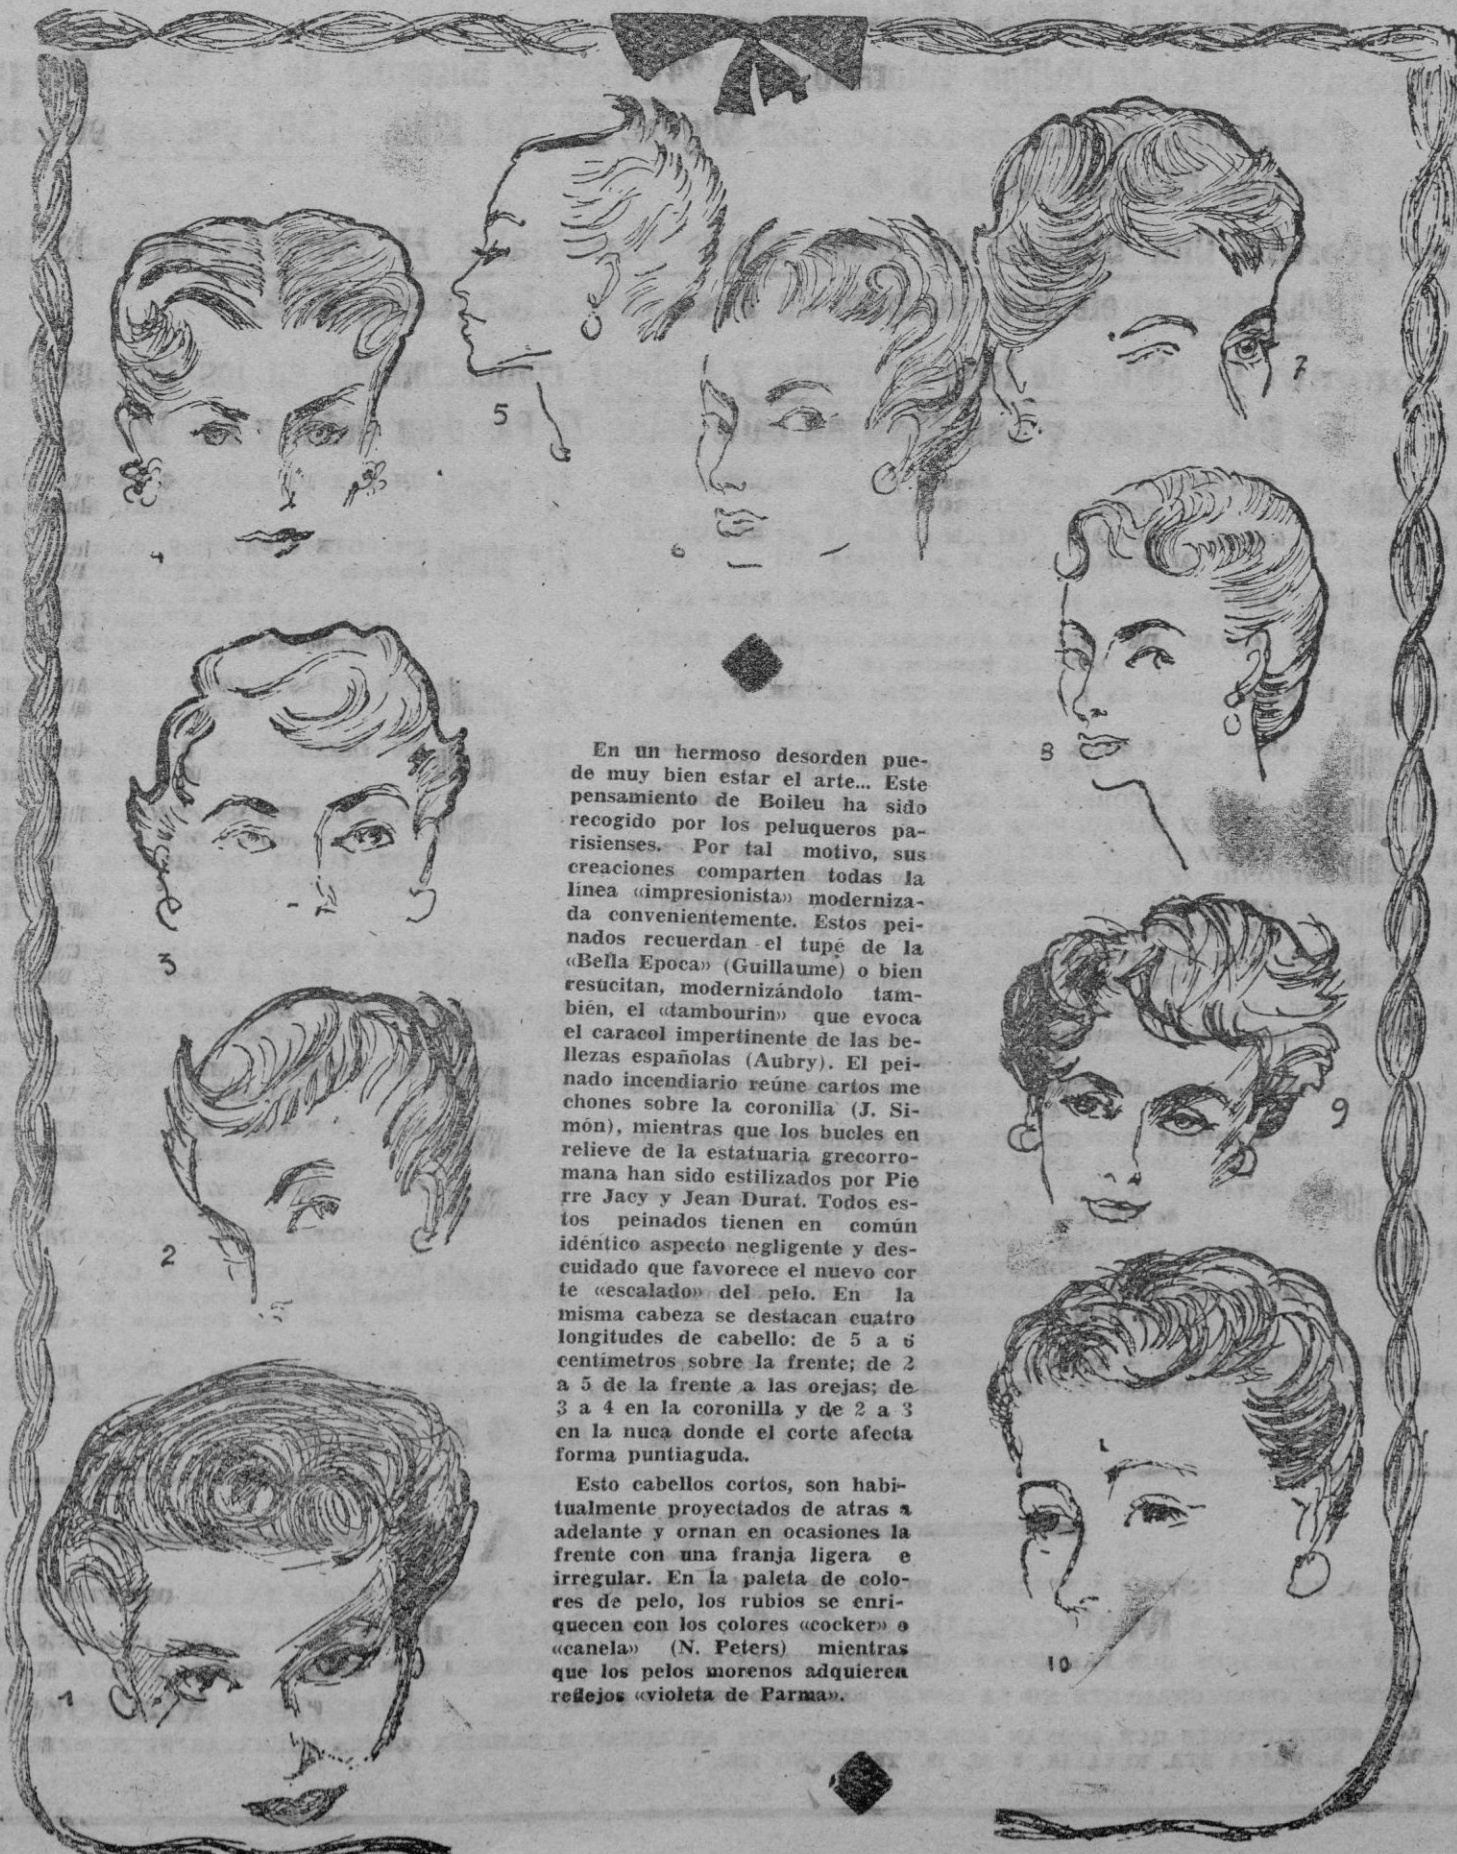 En un hermoso desorden pue-
de muy bien estar el arte... Este
pensamiento de Boileu ha sido
recogido por los peluqueros pa-
risienses. Por tal motivo, sus
creaciones comparten todas la
línea «impresionista» moderniza-
da convenientemente. Estos pei-
nados recuerdan el tupé de la
«Bella Epoca» (Guillaume) o bien
resucitan, modernizándolo tam-
bién, el «tambourin» que evoca
el caracol impertinente de las be-
llezas españolas (Aubry). El pei-
nado incendiario reúne cartos me
chones sobre la coronilla (J. Si-
món), mientras que los bucles en
relieve de la estatuaria grecorro-
mana han sido estilizados por Pie
rre Jacy y Jean Durat. Todos es-
tos peinados tienen en común
idéntico aspecto negligente y des-
cuidado que favorece el nuevo cor
te «escalado» del pelo. En la
misma cabeza se destacan cuatro
longitudes de cabello: de 5 a 6
centímetros sobre la frente; de 2
a 5 de la frente a las orejas; de
3 a 4 en la coronilla y de 2 a 3
en la nuca donde el corte afecta
forma puntiaguda.
Esto cabellos cortos, son habi-
tualmente proyectados de atras a
adelante y ornan en ocasiones la
frente con una franja ligera e
irregular. En la paleta de colo-
res de pelo, los rubios se enri-
quecen con los colores «cocker» o
«canela» (N. Peters) mientras
que los pelos morenos adquieren
reflejos «violeta de Parma».
1
2
3
4
5
6
7
8
9
10